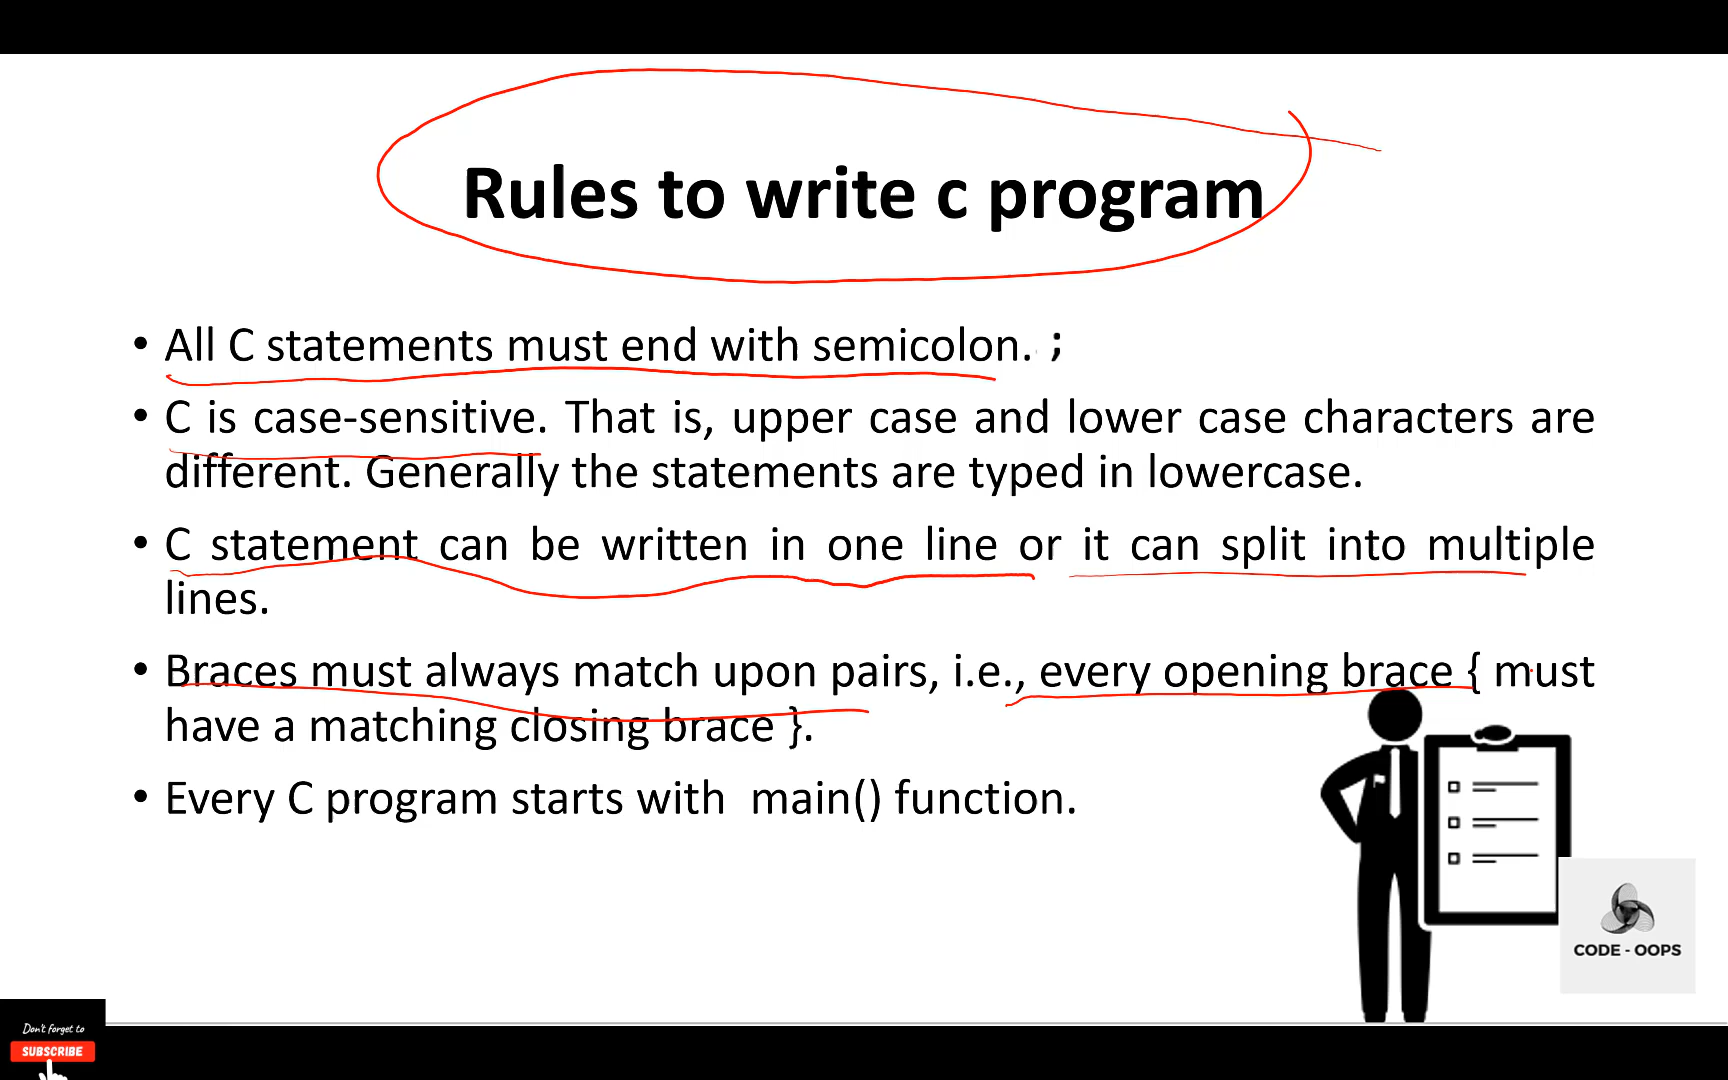 Rules to write c program
• All C statements must end with semicolon. ;
• C is case-sensitive. That is, upper case and lower case characters are
different. Generally the statements are typed in lowercase.
• C statement can be written in one line or it can split into multiple
lines.
• Braces must always match upon pairs, i.e., every opening brace { must
have a matching closing brace }.
• Every C program starts with main() function.
CODE - OOPS
Don't forget to
SUBSCRIBE